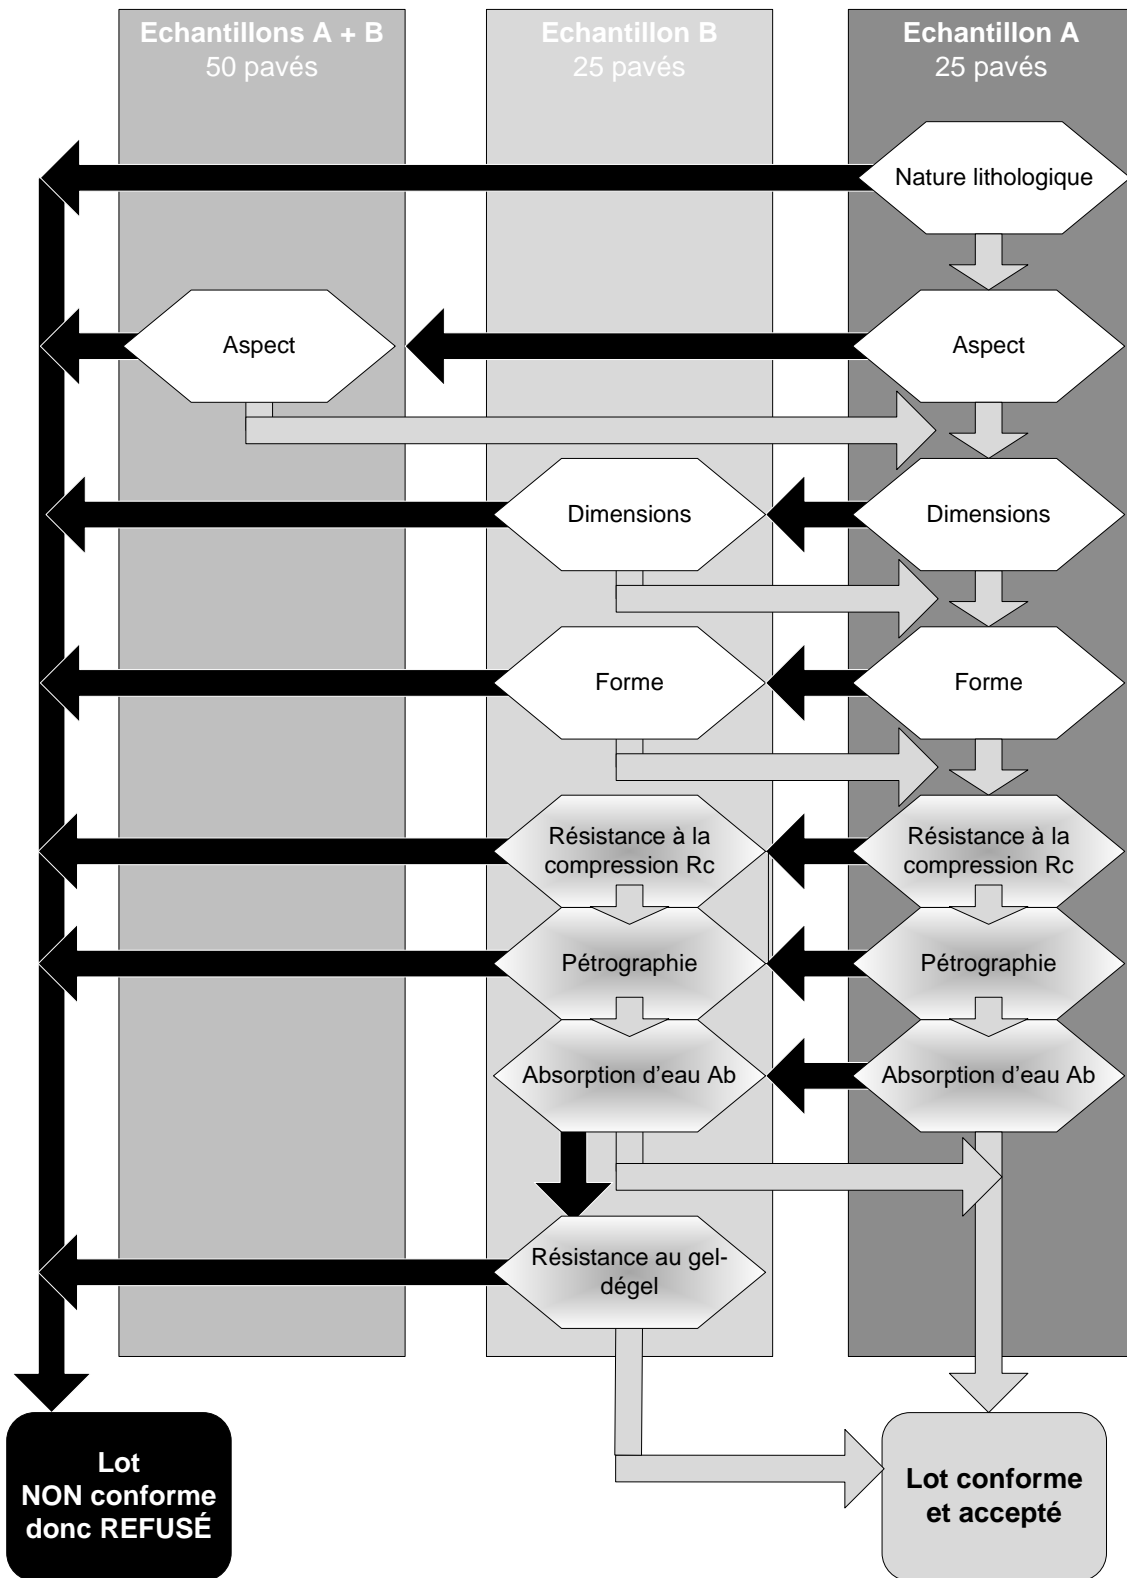 Echantillons A + B
50 pavés
Echantillon B
25 pavés
Echantillon A
25 pavés
Nature lithologique
Aspect
Aspect
Dimensions
Dimensions
Forme
Forme
Résistance à la
compression Rc
Résistance à la
compression Rc
Pétrographie
Pétrographie
Absorption d'eau Ab
Absorption d'eau Ab
Résistance au gel-
dégel
Lot
NON conforme
donc REFUSÉ
Lot conforme
et accepté